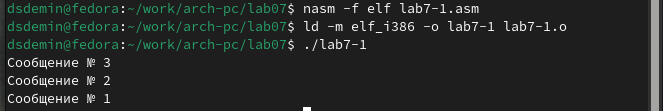 dsdemin@fedora:~/work/arch-pc/lab07$ nasm -f elf lab7-1.asm
dsdemin@fedora:~/work/arch-pc/lab07$ ld -m elf_i386 -o lab7-1 lab7-1.o
dsdemin@fedora:~/work/arch-pc/lab07$ ./lab7-1
Сообщение № 3
Сообщение № 2
Сообщение № 1